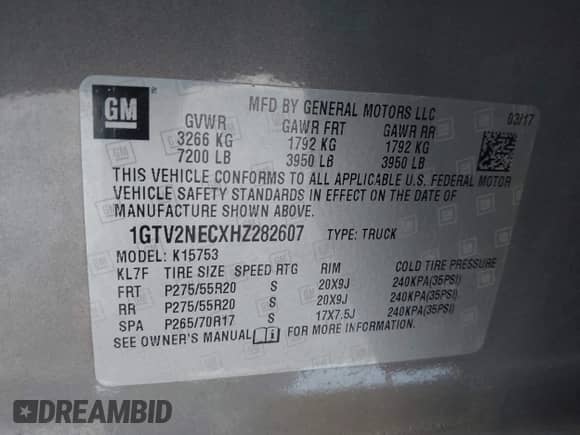 GM
MFD BY GENERAL MOTORS LLC
03/17
GVWR GAWR FRT GAWR RR
3266 KG 1792 KG 1792 KG
7200 LB 3950 LB 3950 LB
THIS VEHICLE CONFORMS TO ALL APPLICABLE U.S. FEDERAL MOTOR
VEHICLE SAFETY STANDARDS IN EFFECT ON THE DATE OF
MANUFACTURE SHOWN ABOVE.
1GTV2NECXHZ282607 TYPE: TRUCK
MODEL: K15753
KL7F TIRE SIZE SPEED RTG RIM COLD TIRE PRESSURE
FRT P275/55R20 S 20X9J 240KPA(35PSI)
RR P275/55R20 S 20X9J 240KPA(35PSI)
SPA P265/70R17 S 17X7.5J 240KPA(35PSI)
SEE OWNER'S MANUAL FOR MORE INFORMATION.
DREAMBID